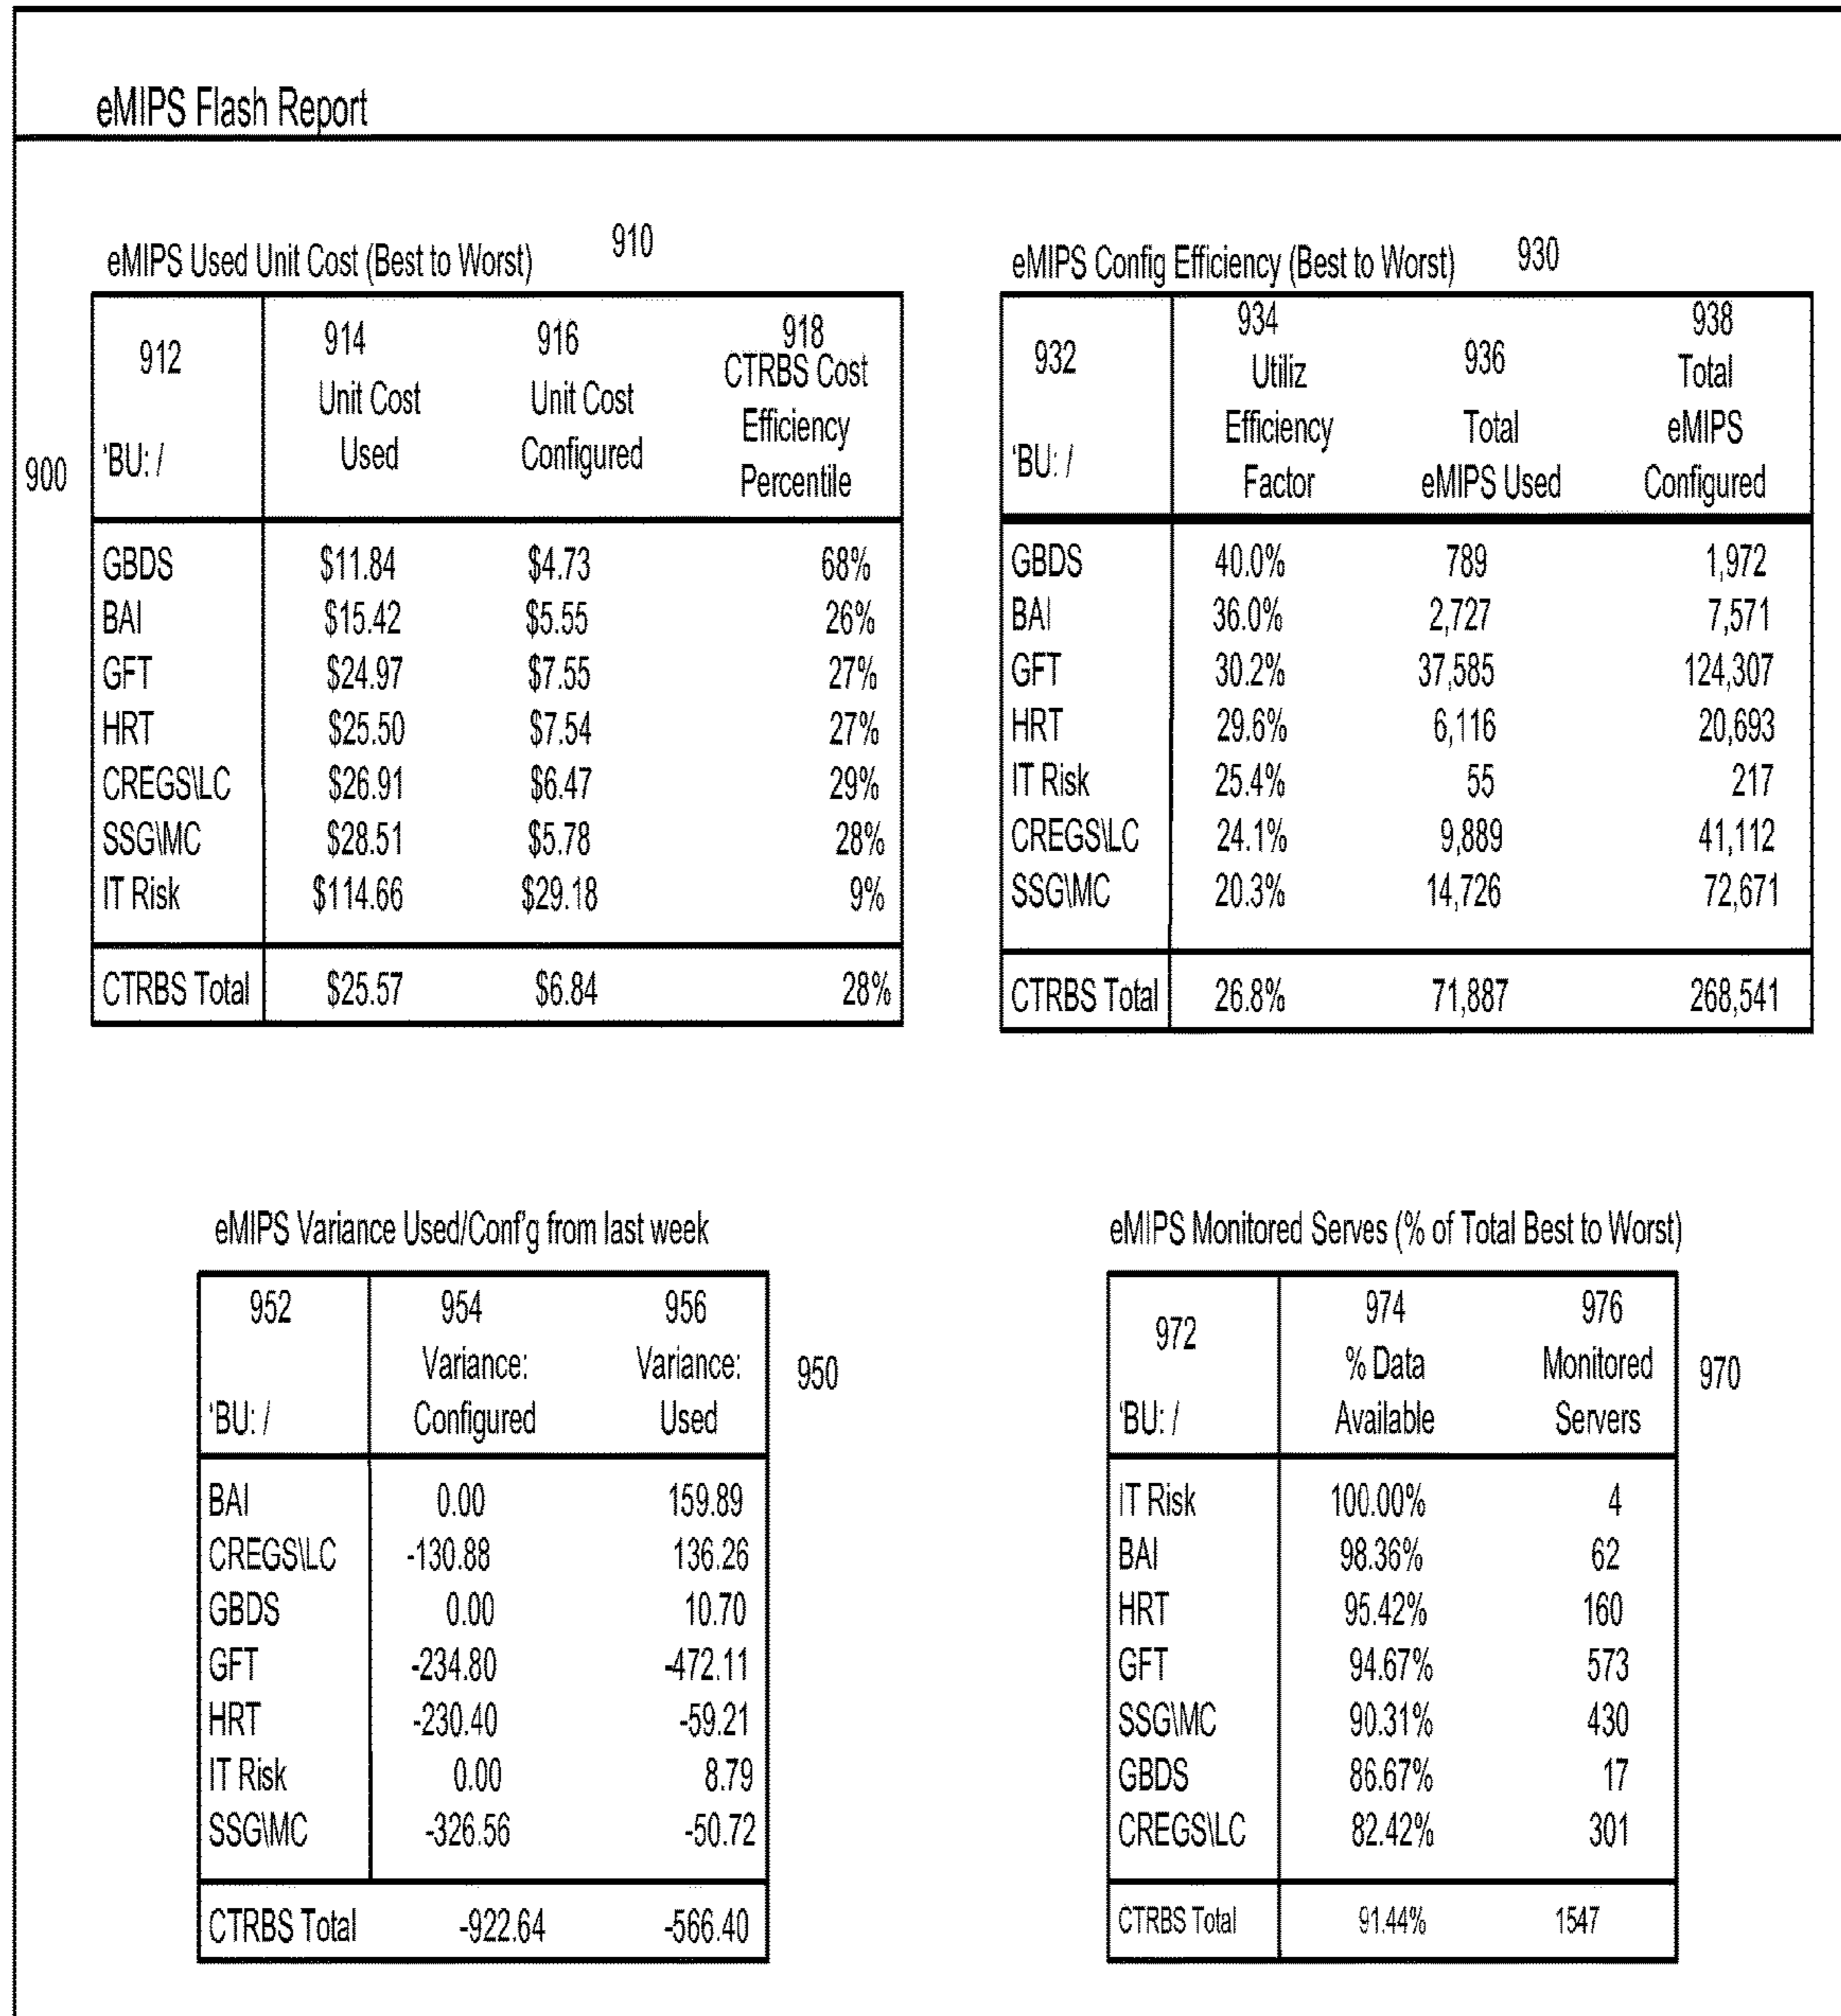 eMIPS Flash Report
900
eMIPS Used Unit Cost (Best to Worst) 910
912 914 916 918
'BU: / Unit Cost Used Unit Cost Configured CTRBS Cost Efficiency Percentile
GBDS $11.84 $4.73 68%
BAI $15.42 $5.55 26%
GFT $24.97 $7.55 27%
HRT $25.50 $7.54 27%
CREGS\LC $26.91 $6.47 29%
SSG\MC $28.51 $5.78 28%
IT Risk $114.66 $29.18 9%
CTRBS Total $25.57 $6.84 28%
eMIPS Config Efficiency (Best to Worst) 930
932 934 936 938
'BU: / Utiliz Efficiency Factor Total eMIPS Used Total eMIPS Configured
GBDS 40.0% 789 1,972
BAI 36.0% 2,727 7,571
GFT 30.2% 37,585 124,307
HRT 29.6% 6,116 20,693
IT Risk 25.4% 55 217
CREGS\LC 24.1% 9,889 41,112
SSG\MC 20.3% 14,726 72,671
CTRBS Total 26.8% 71,887 268,541
eMIPS Variance Used/Conf'g from last week
952 954 956
'BU: / Variance: Configured Variance: Used
950
BAI 0.00 159.89
CREGS\LC -130.88 136.26
GBDS 0.00 10.70
GFT -234.80 -472.11
HRT -230.40 -59.21
IT Risk 0.00 8.79
SSG\MC -326.56 -50.72
CTRBS Total -922.64 -566.40
eMIPS Monitored Serves (% of Total Best to Worst)
972 974 976
'BU: / % Data Available Monitored Servers
970
IT Risk 100.00% 4
BAI 98.36% 62
HRT 95.42% 160
GFT 94.67% 573
SSG\MC 90.31% 430
GBDS 86.67% 17
CREGS\LC 82.42% 301
CTRBS Total 91.44% 1547